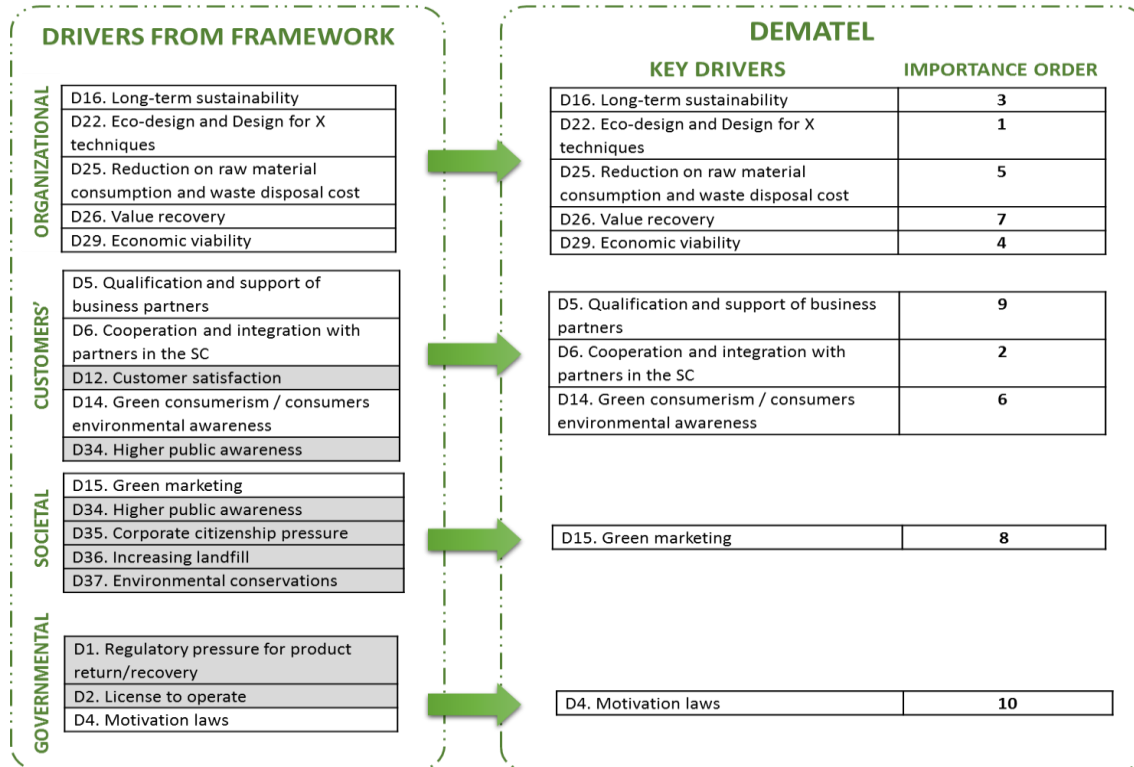 DRIVERS FROM FRAMEWORK
ORGANIZATIONAL
D16. Long-term sustainability
D22. Eco-design and Design for X
techniques
D25. Reduction on raw material
consumption and waste disposal cost
D26. Value recovery
D29. Economic viability
CUSTOMERS'
D5. Qualification and support of
business partners
D6. Cooperation and integration with
partners in the SC
D12. Customer satisfaction
D14. Green consumerism / consumers
environmental awareness
D34. Higher public awareness
SOCIETAL
D15. Green marketing
D34. Higher public awareness
D35. Corporate citizenship pressure
D36. Increasing landfill
D37. Environmental conservations
GOVERNMENTAL
D1. Regulatory pressure for product
return/recovery
D2. License to operate
D4. Motivation laws
DEMATEL
KEY DRIVERS IMPORTANCE ORDER
D16. Long-term sustainability 3
D22. Eco-design and Design for X 1
techniques
D25. Reduction on raw material 5
consumption and waste disposal cost
D26. Value recovery 7
D29. Economic viability 4
D5. Qualification and support of business 9
partners
D6. Cooperation and integration with 2
partners in the SC
D14. Green consumerism / consumers 6
environmental awareness
D15. Green marketing 8
D4. Motivation laws 10